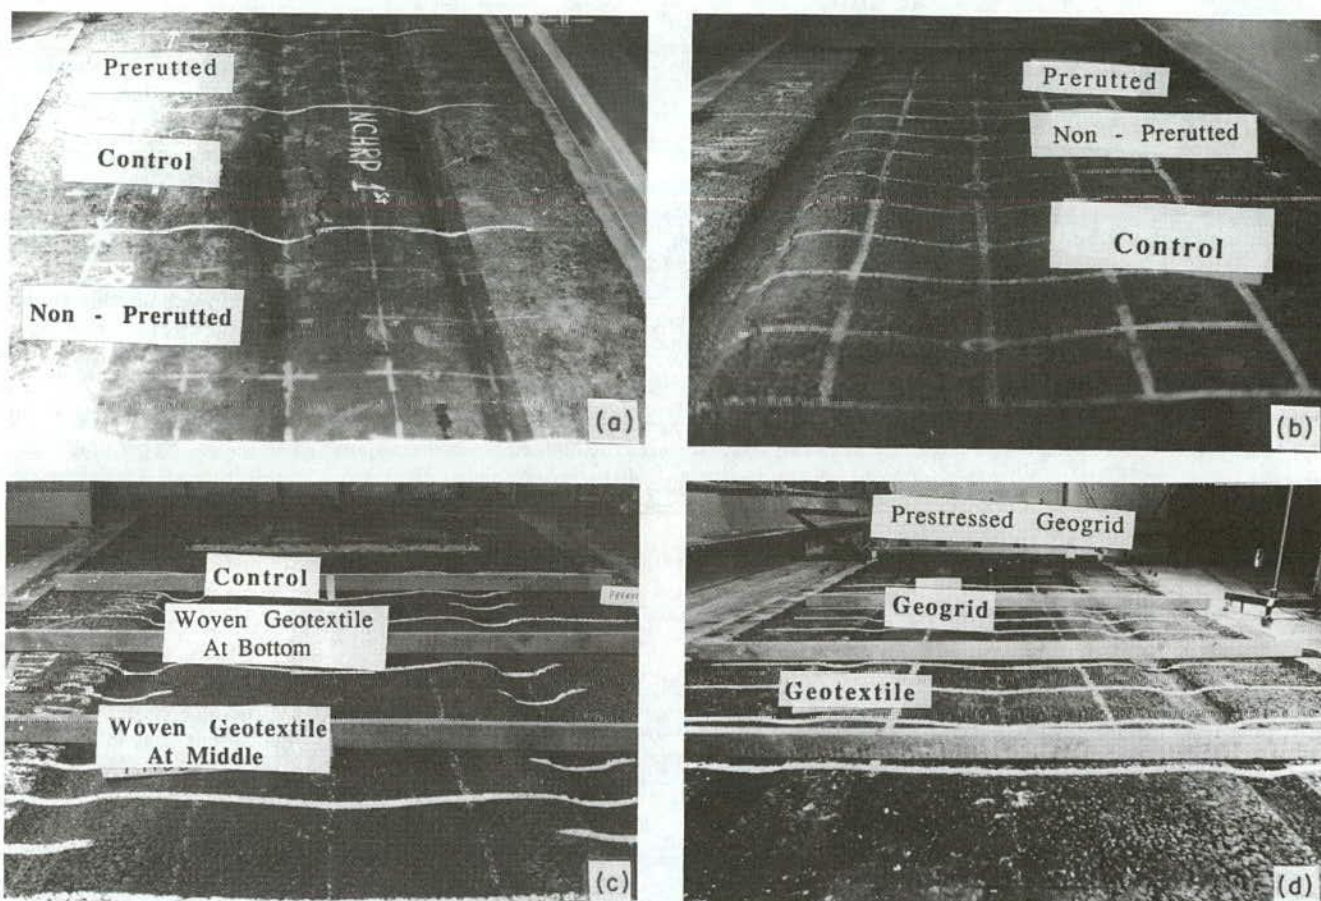 Prerutted
Control
NCHRP 1st
Non - Prerutted
(a)
Prerutted
Non - Prerutted
Control
(b)
Control
Woven Geotextile
At Bottom
Woven Geotextile
At Middle
(c)
Prestressed Geogrid
Geogrid
Geotextile
(d)